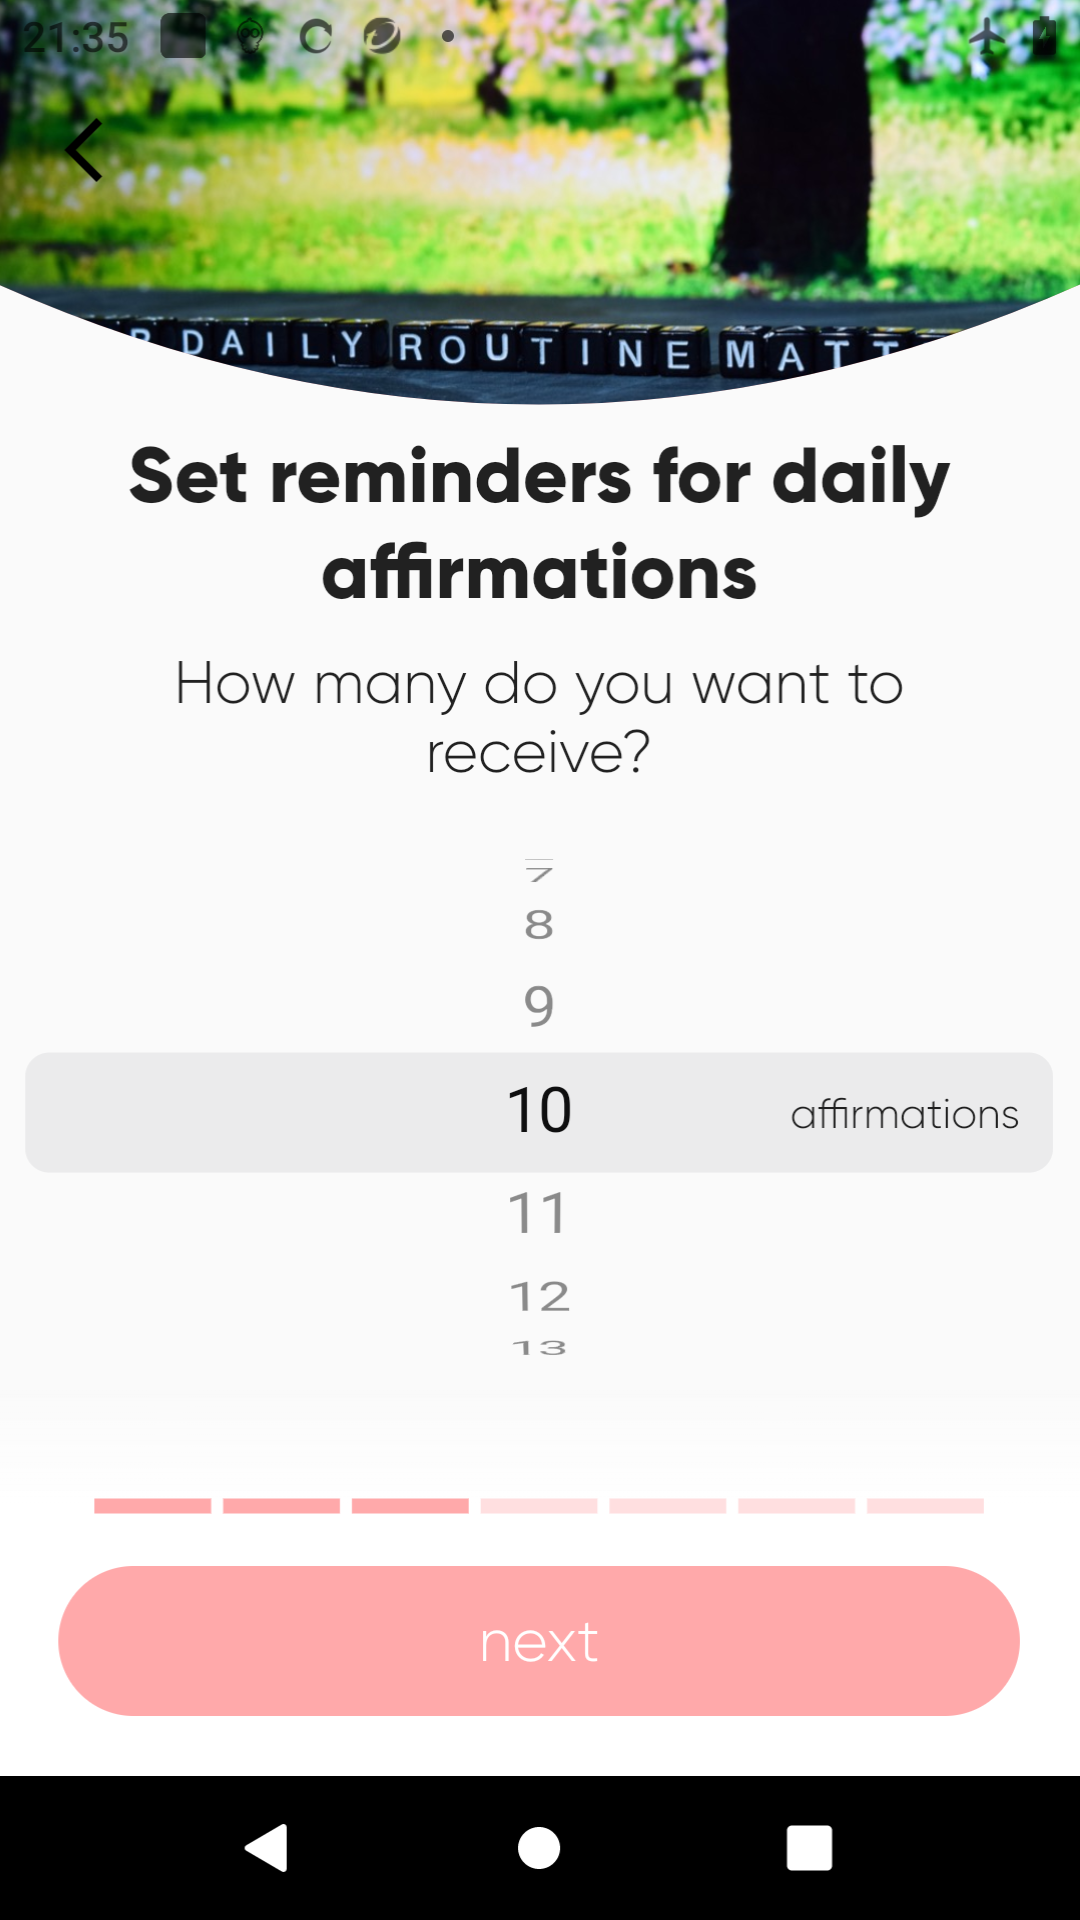 21:35
DAILY ROUTINE MATT
Set reminders for daily
affirmations
How many do you want to
receive?
7
8
9
10 affirmations
11
12
13
next